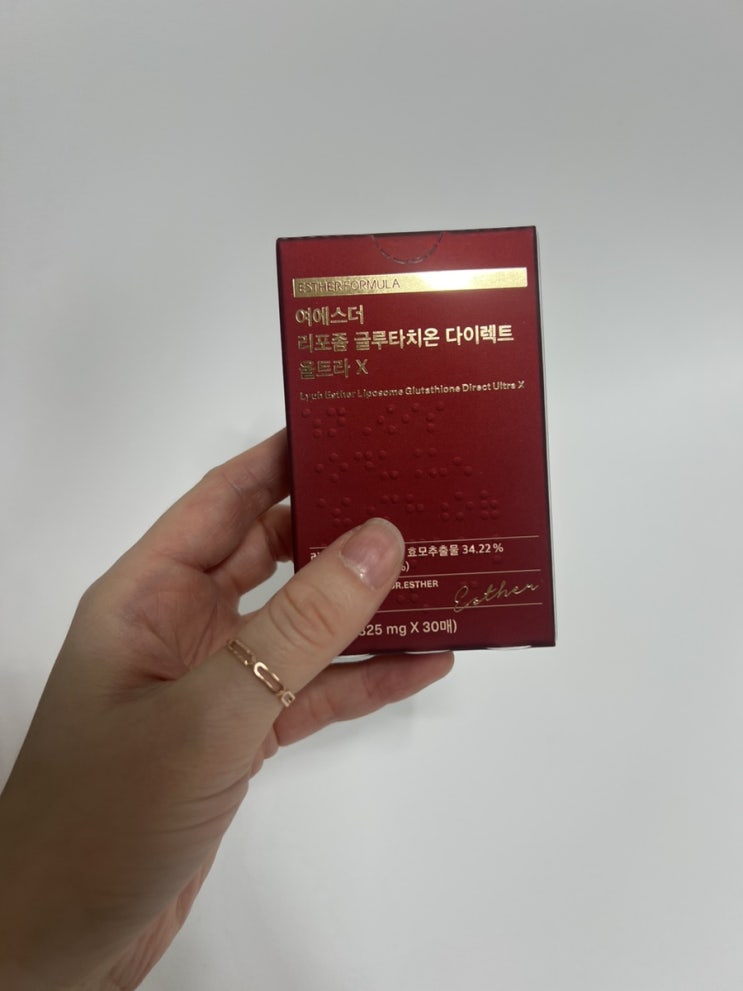 ESTHERFORMULA
여에스더
리포좀 글루타치온 다이렉트
울트라 X
Lyuh Esther Liposome Glutathione Direct Ultra X
효모추출물 34.22 %
%)
DR.ESTHER
Esther
325 mg X 30매)